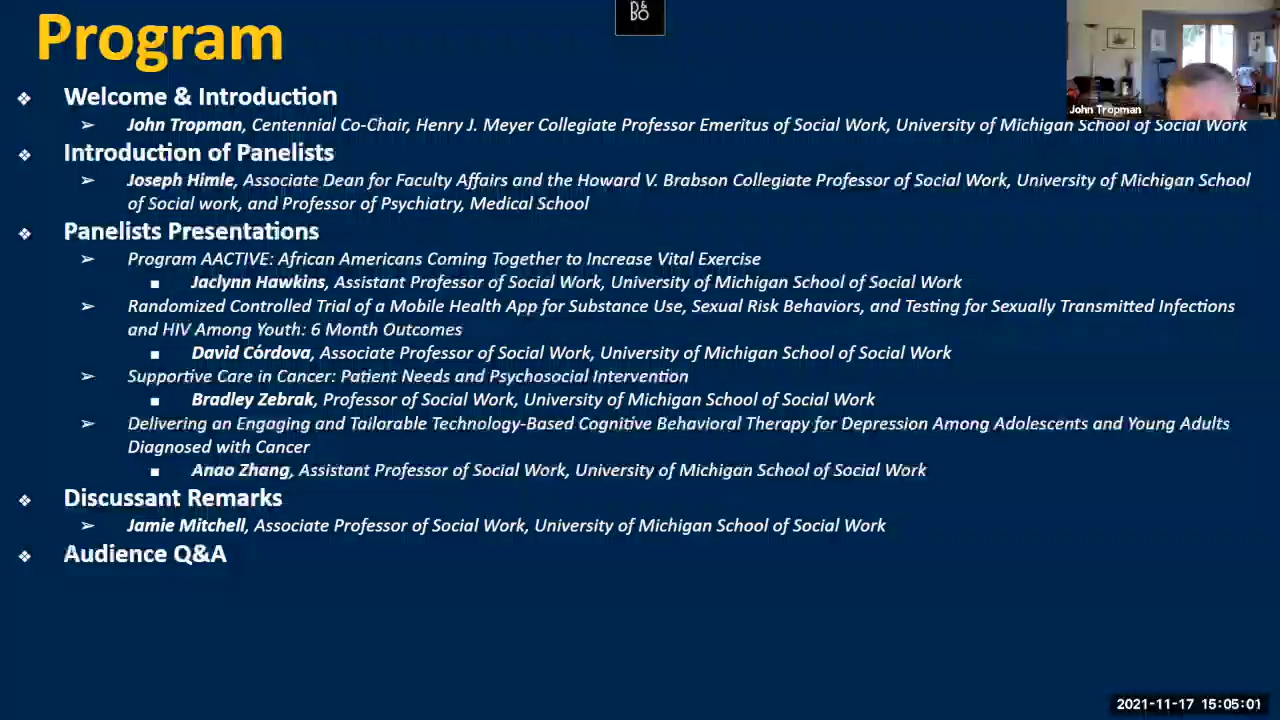 Program
D&
BO
John Tropman
Welcome & Introduction
John Tropman, Centennial Co-Chair, Henry J. Meyer Collegiate Professor Emeritus of Social Work, University of Michigan School of Social Work
Introduction of Panelists
Joseph Himle, Associate Dean for Faculty Affairs and the Howard V. Brabson Collegiate Professor of Social Work, University of Michigan School
of Social work, and Professor of Psychiatry, Medical School
Panelists Presentations
Program AACTIVE: African Americans Coming Together to Increase Vital Exercise
Jaclynn Hawkins, Assistant Professor of Social Work, University of Michigan School of Social Work
Randomized Controlled Trial of a Mobile Health App for Substance Use, Sexual Risk Behaviors, and Testing for Sexually Transmitted Infections
and HIV Among Youth: 6 Month Outcomes
David Córdova, Associate Professor of Social Work, University of Michigan School of Social Work
Supportive Care in Cancer: Patient Needs and Psychosocial Intervention
Bradley Zebrak, Professor of Social Work, University of Michigan School of Social Work
Delivering an Engaging and Tailorable Technology-Based Cognitive Behavioral Therapy for Depression Among Adolescents and Young Adults
Diagnosed with Cancer
Anao Zhang, Assistant Professor of Social Work, University of Michigan School of Social Work
Discussant Remarks
Jamie Mitchell, Associate Professor of Social Work, University of Michigan School of Social Work
Audience Q&A
2021-11-17 15:05:01